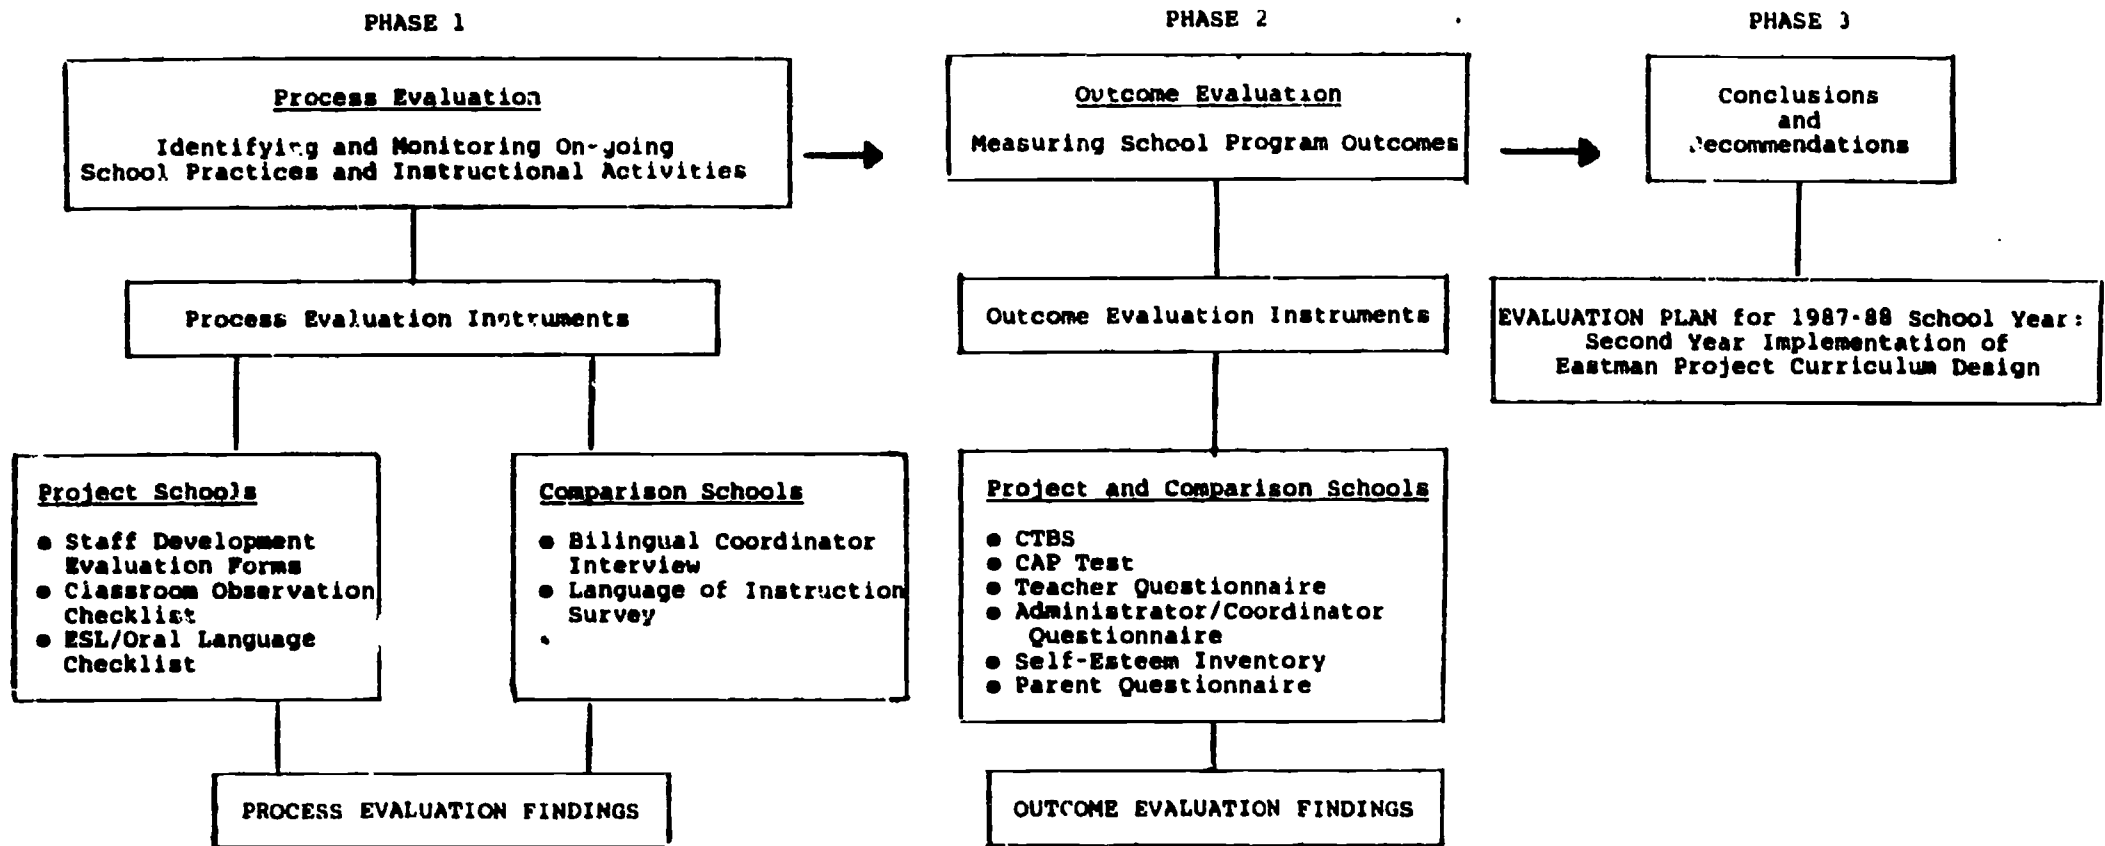 PHASE 1
Process Evaluation
Identifying and Monitoring On-going
School Practices and Instructional Activities
Process Evaluation Instruments
Project Schools
● Staff Development
Evaluation Forms
● Classroom Observation
Checklist
● ESL/Oral Language
Checklist
Comparison Schools
● Bilingual Coordinator
Interview
● Language of Instruction
Survey
PROCESS EVALUATION FINDINGS
PHASE 2
Outcome Evaluation
Measuring School Program Outcomes
Outcome Evaluation Instruments
Project and Comparison Schools
● CTBS
● CAP Test
● Teacher Questionnaire
● Administrator/Coordinator
Questionnaire
● Self-Esteem Inventory
● Parent Questionnaire
OUTCOME EVALUATION FINDINGS
PHASE 3
Conclusions
and
Recommendations
EVALUATION PLAN for 1987-88 School Year:
Second Year Implementation of
Eastman Project Curriculum Design